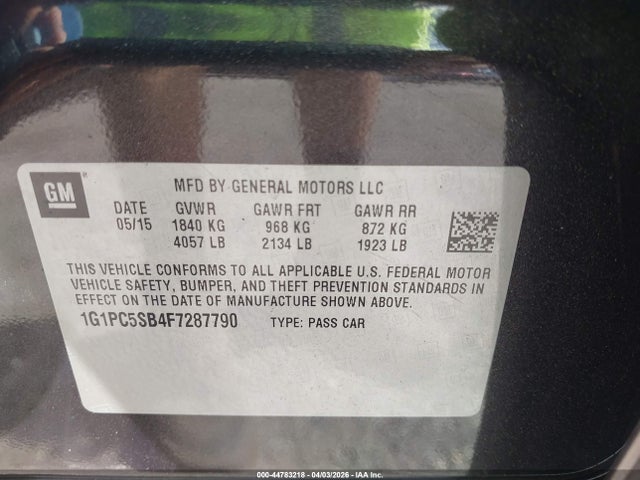 GM
MFD BY GENERAL MOTORS LLC
DATE GVWR GAWR FRT GAWR RR
05/15 1840 KG 968 KG 872 KG
4057 LB 2134 LB 1923 LB
THIS VEHICLE CONFORMS TO ALL APPLICABLE U.S. FEDERAL MOTOR
VEHICLE SAFETY, BUMPER, AND THEFT PREVENTION STANDARDS IN
EFFECT ON THE DATE OF MANUFACTURE SHOWN ABOVE.
1G1PC5SB4F7287790 TYPE: PASS CAR
000-44783218 - 04/03/2026 - IAA Inc.